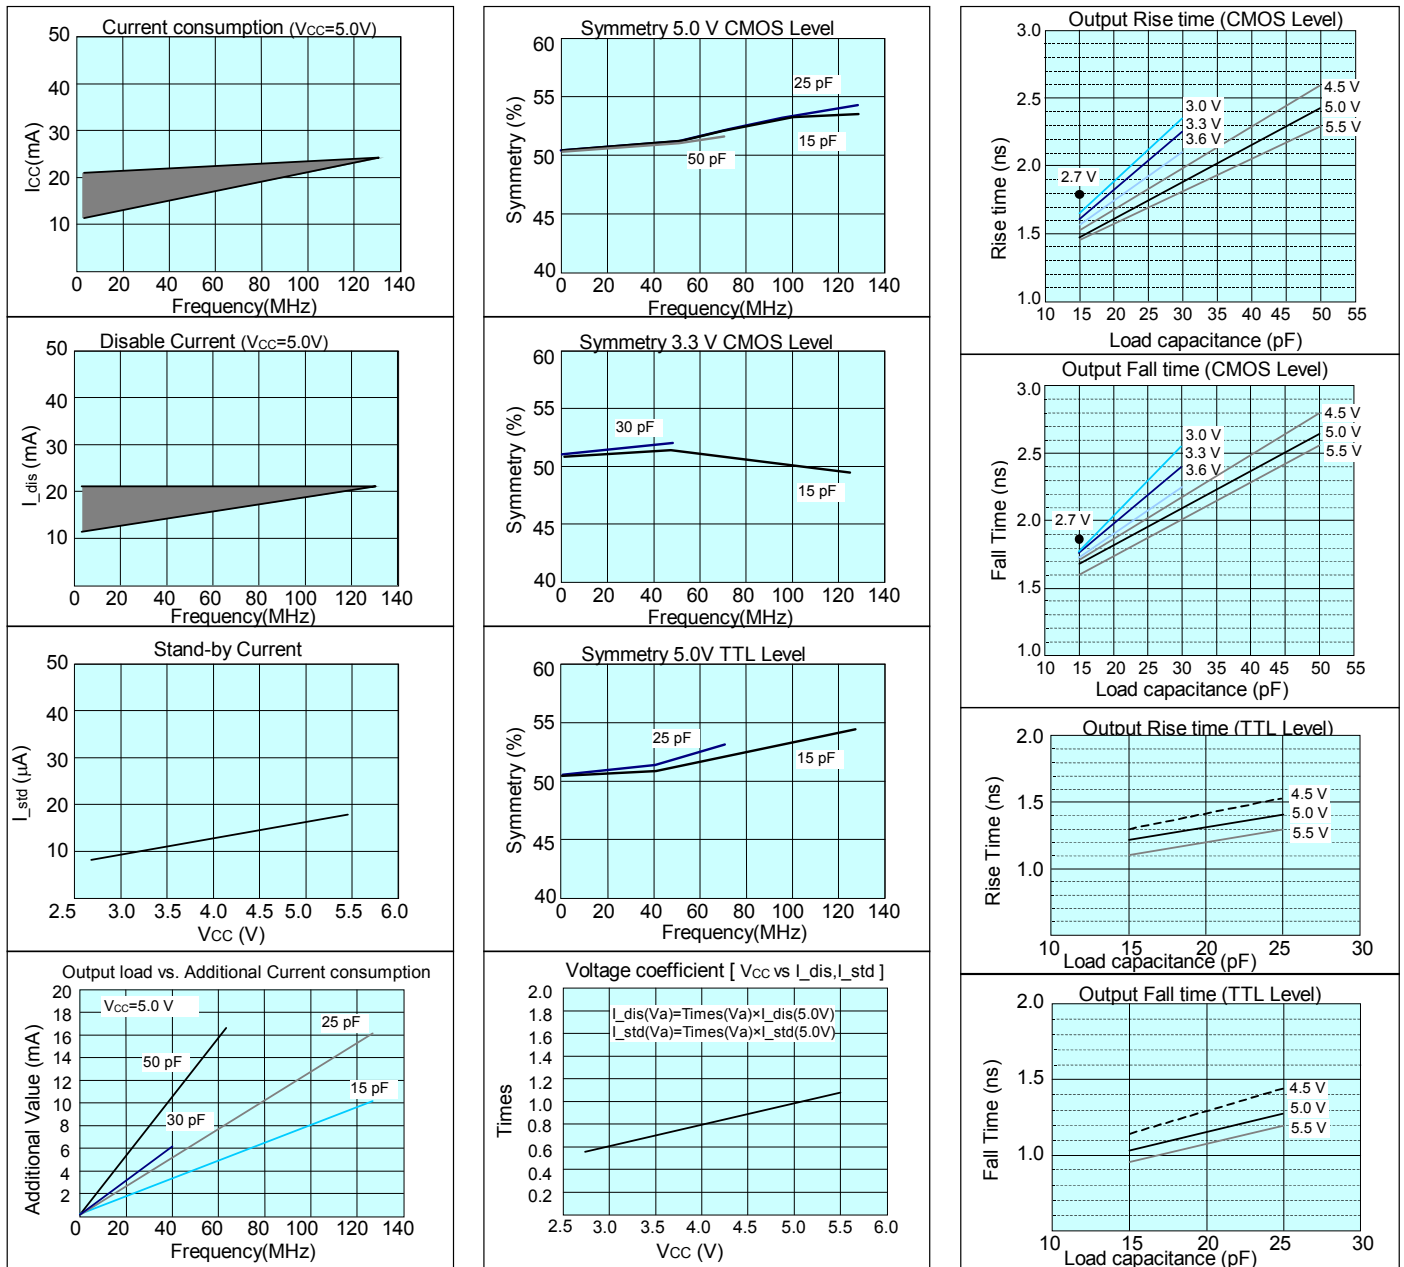 Current consumption (VCC=5.0V)
50
40
30
20
10
ICC(mA)
0 20 40 60 80 100 120 140
Frequency(MHz)
Disable Current (VCC=5.0V)
50
40
30
20
10
I_dis (mA)
0 20 40 60 80 100 120 140
Frequency(MHz)
Stand-by Current
50
40
30
20
10
I_std (µA)
2.5 3.0 3.5 4.0 4.5 5.0 5.5 6.0
VCC (V)
Output load vs. Additional Current consumption
20
18
16
14
12
10
8
6
4
2
Additional Value (mA)
VCC=5.0 V
25 pF
50 pF
15 pF
30 pF
0 20 40 60 80 100 120 140
Frequency(MHz)
Symmetry 5.0 V CMOS Level
60
55
50
45
40
Symmetry (%)
25 pF
15 pF
50 pF
0 20 40 60 80 100 120 140
Frequency(MHz)
Symmetry 3.3 V CMOS Level
60
55
50
45
40
Symmetry (%)
30 pF
15 pF
0 20 40 60 80 100 120 140
Frequency(MHz)
Symmetry 5.0V TTL Level
60
55
50
45
40
Symmetry (%)
25 pF
15 pF
0 20 40 60 80 100 120 140
Frequency(MHz)
Voltage coefficient [ VCC vs I_dis,I_std ]
2.0
1.8
1.6
1.4
1.2
1.0
0.8
0.6
0.4
0.2
Times
I_dis(Va)=Times(Va)×I_dis(5.0V)
I_std(Va)=Times(Va)×I_std(5.0V)
2.5 3.0 3.5 4.0 4.5 5.0 5.5 6.0
VCC (V)
Output Rise time (CMOS Level)
3.0
2.5
2.0
1.5
1.0
Rise time (ns)
4.5 V
5.0 V
5.5 V
3.0 V
3.3 V
3.6 V
2.7 V
10 15 20 25 30 35 40 45 50 55
Load capacitance (pF)
Output Fall time (CMOS Level)
3.0
2.5
2.0
1.5
1.0
Fall Time (ns)
4.5 V
5.0 V
5.5 V
3.0 V
3.3 V
3.6 V
2.7 V
10 15 20 25 30 35 40 45 50 55
Load capacitance (pF)
Output Rise time (TTL Level)
2.0
1.5
1.0
Rise Time (ns)
4.5 V
5.0 V
5.5 V
10 15 20 25 30
Load capacitance (pF)
Output Fall time (TTL Level)
2.0
1.5
1.0
Fall Time (ns)
4.5 V
5.0 V
5.5 V
10 15 20 25 30
Load capacitance (pF)